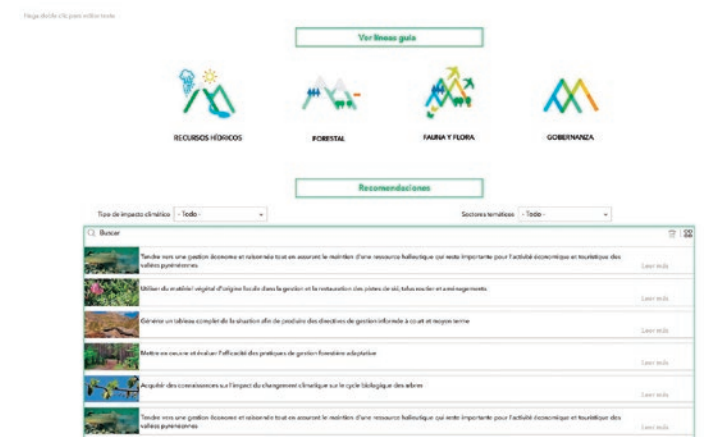 Haga doble clic para editar texto
Ver líneas guía
RECURSOS HÍDRICOS
FORESTAL
FAUNA Y FLORA
GOBERNANZA
Recomendaciones
Tipo de impacto climático - Todo -
Sectores temáticos - Todo -
Buscar
Tendre vers une gestion économe et raisonnée tout en assurant le maintien d'une ressource halieutique qui reste importante pour l'activité économique et touristique des
vallées pyrénéennes
Leer más
Utiliser du matériel végétal d'origine locale dans la gestion et la restauration des pistes de ski, talus routier et aménagements
Leer más
Générer un tableau complet de la situation afin de produire des directives de gestion informée à court et moyen terme
Leer más
Mettre en oeuvre et évaluer l'efficacité des pratiques de gestion forestière adaptative
Leer más
Acquérir des connaissances sur l'impact du changement climatique sur le cycle biologique des arbres
Leer más
Tendre vers une gestion économe et raisonnée tout en assurant le maintien d'une ressource halieutique qui reste importante pour l'activité économique et touristique des
vallées pyrénéennes
Leer más